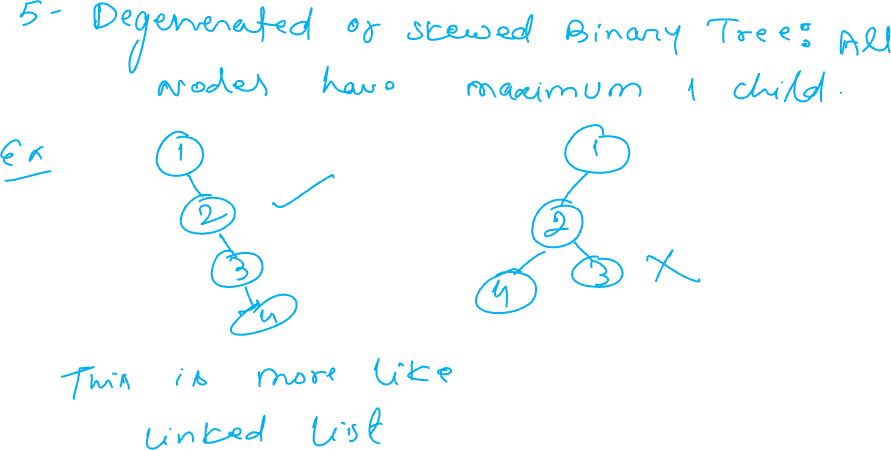 5- Degenerated or skewed Binary Tree: All
nodes have maximum 1 child.
Ex
1 1
2 ✓ 2
3 4 3 ×
4
This is more like
linked list